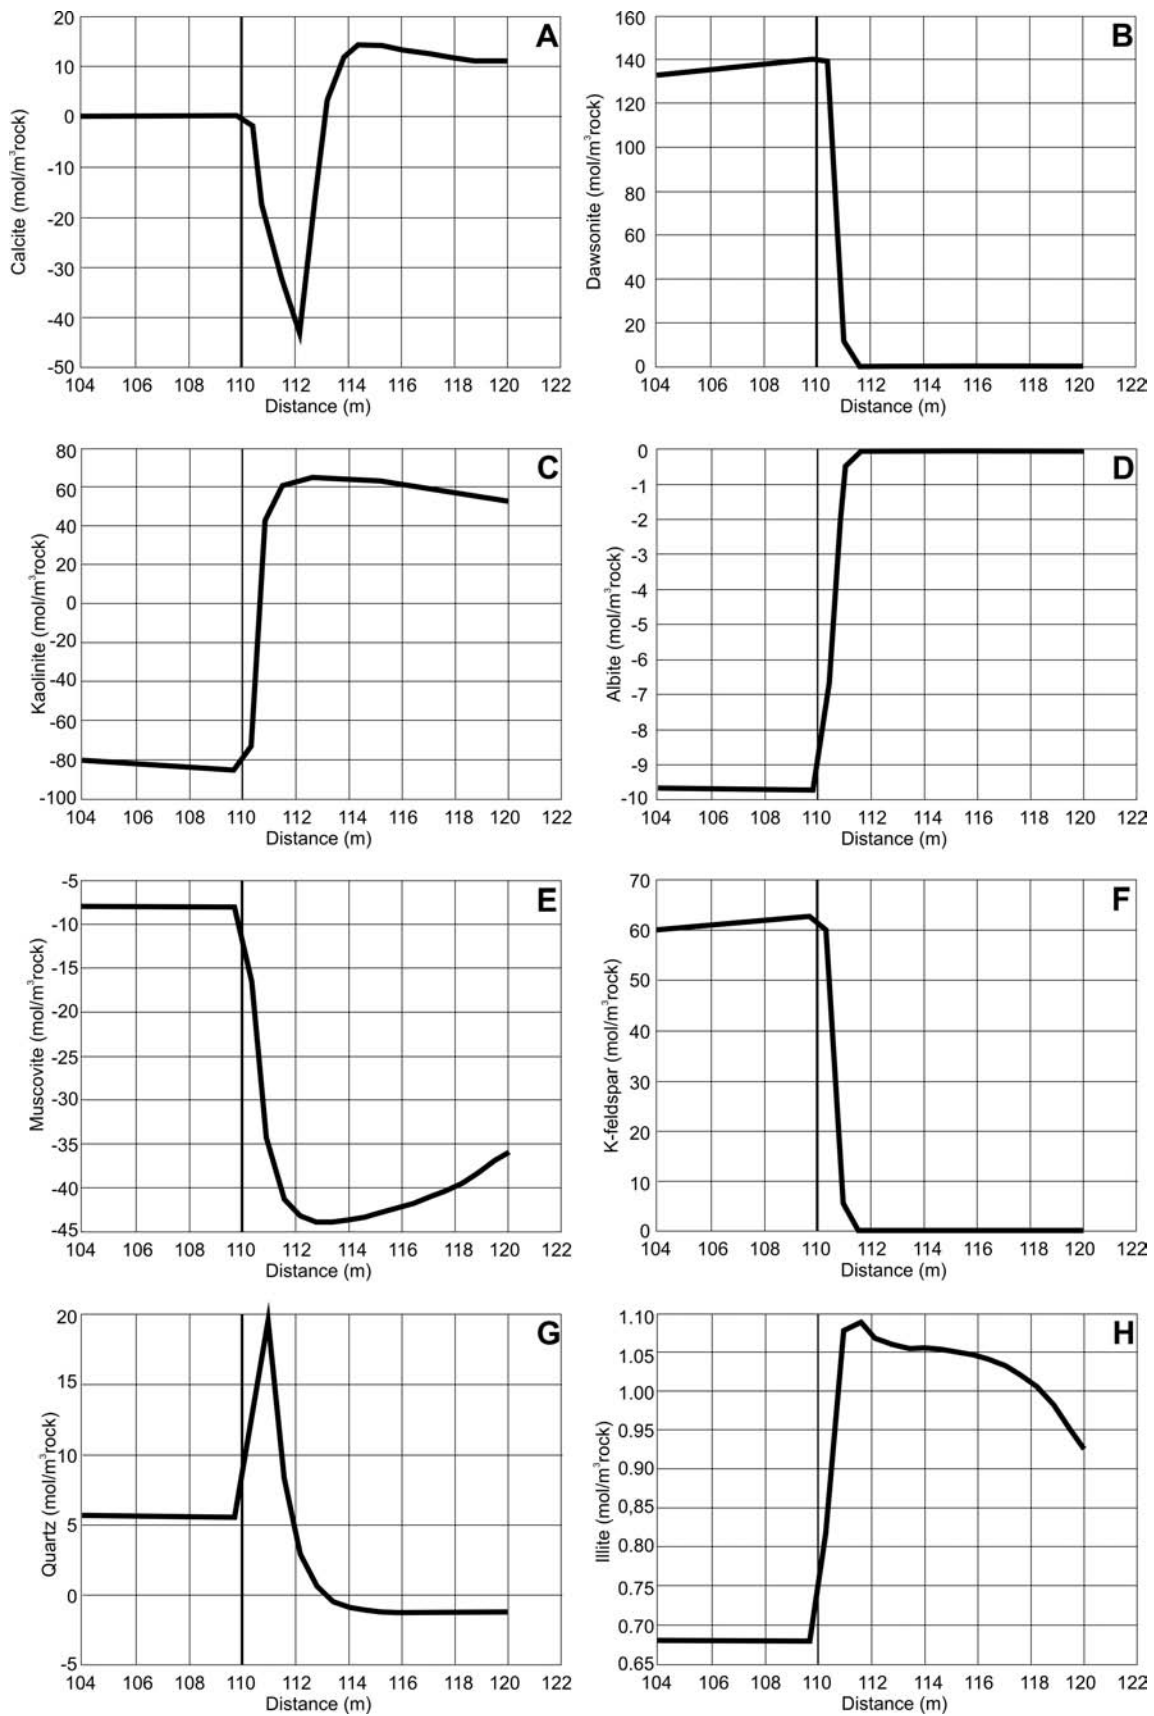 A
Calcite (mol/m³rock)
20
10
0
-10
-20
-30
-40
-50
104 106 108 110 112 114 116 118 120 122
Distance (m)
B
Dawsonite (mol/m³rock)
160
140
120
100
80
60
40
20
0
104 106 108 110 112 114 116 118 120 122
Distance (m)
C
Kaolinite (mol/m³rock)
80
60
40
20
0
-20
-40
-60
-80
-100
104 106 108 110 112 114 116 118 120 122
Distance (m)
D
Albite (mol/m³rock)
0
-1
-2
-3
-4
-5
-6
-7
-8
-9
-10
104 106 108 110 112 114 116 118 120 122
Distance (m)
E
Muscovite (mol/m³rock)
-5
-10
-15
-20
-25
-30
-35
-40
-45
104 106 108 110 112 114 116 118 120 122
Distance (m)
F
K-feldspar (mol/m³rock)
70
60
50
40
30
20
10
0
104 106 108 110 112 114 116 118 120 122
Distance (m)
G
Quartz (mol/m³rock)
20
15
10
5
0
-5
104 106 108 110 112 114 116 118 120 122
Distance (m)
H
Illite (mol/m³rock)
1.10
1.05
1.00
0.95
0.90
0.85
0.80
0.75
0.70
0.65
104 106 108 110 112 114 116 118 120 122
Distance (m)